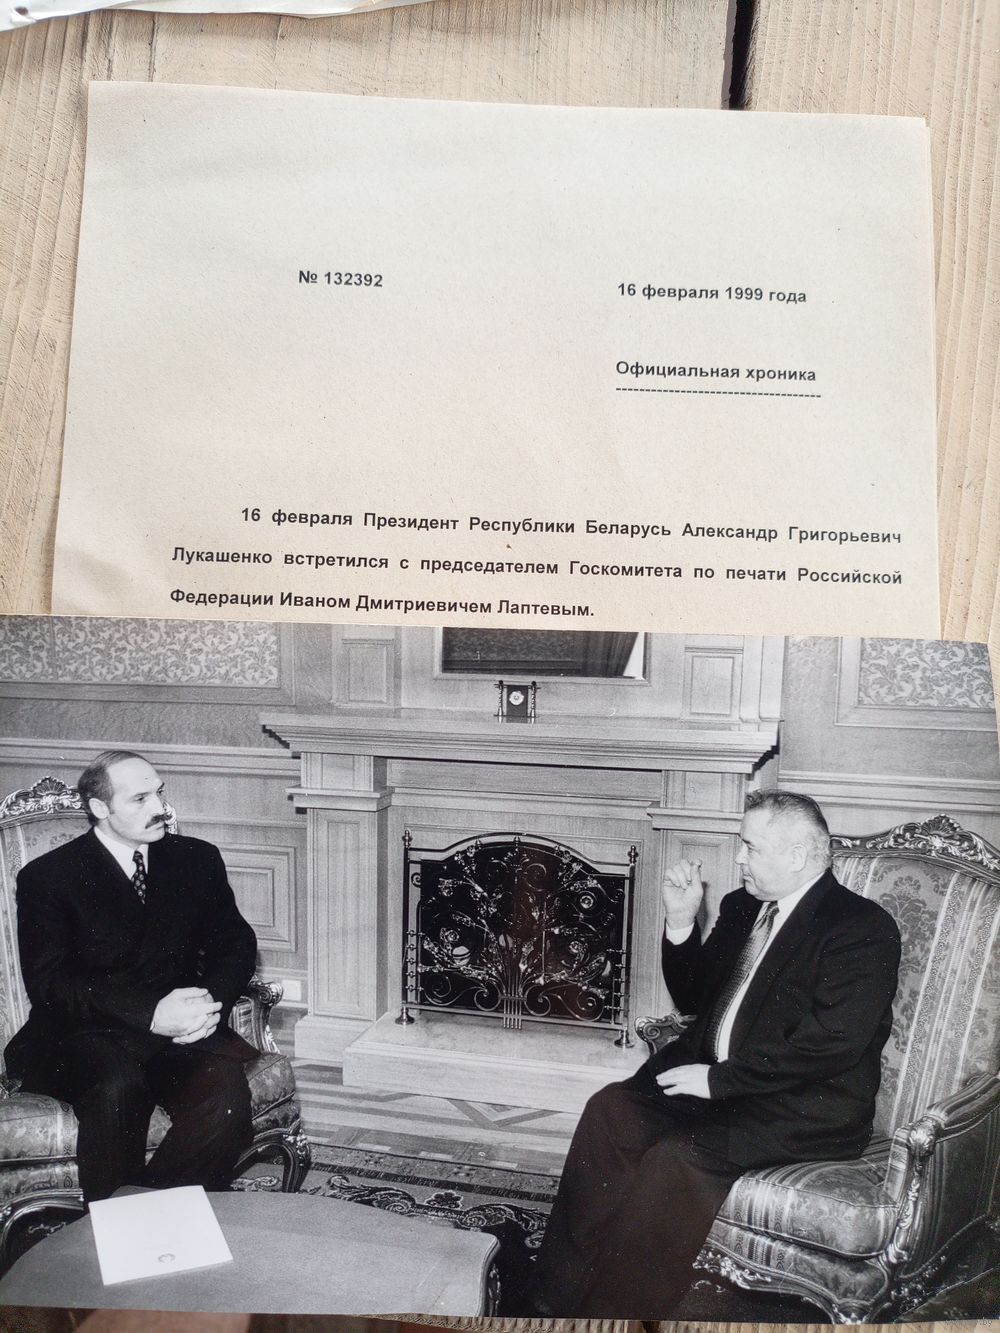 № 132392
16 февраля 1999 года
Официальная хроника
16 февраля Президент Республики Беларусь Александр Григорьевич
Лукашенко встретился с председателем Госкомитета по печати Российской
Федерации Иваном Дмитриевичем Лаптевым.